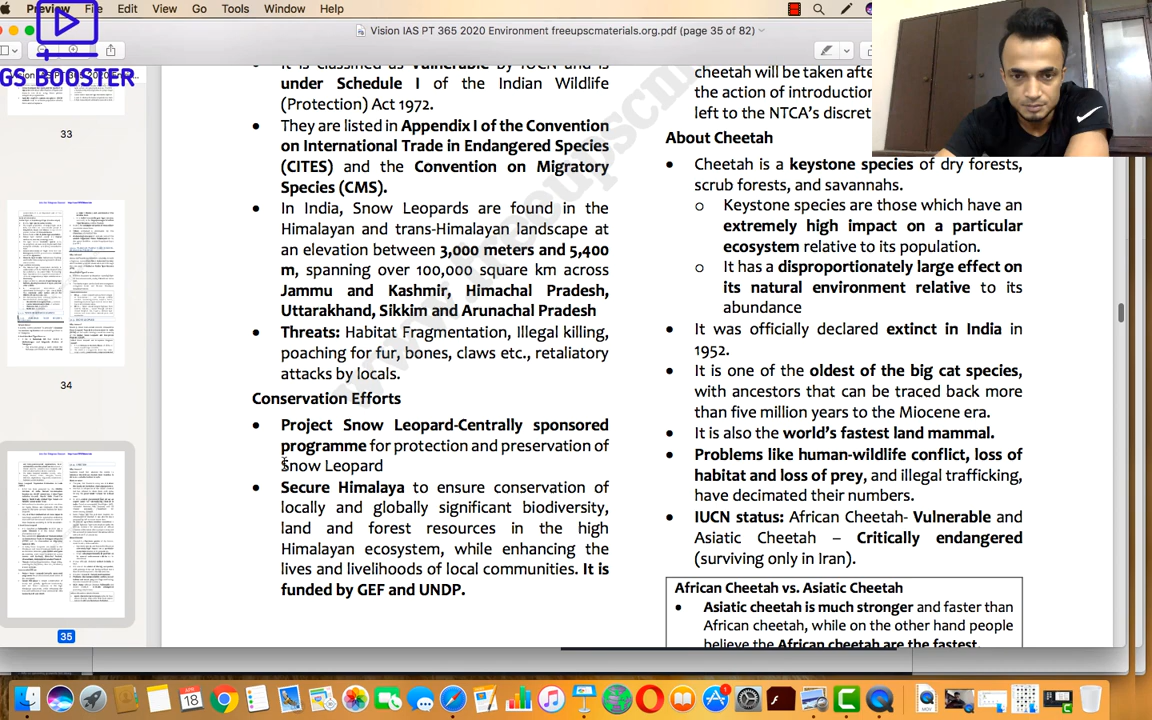 Preview File Edit View Go Tools Window Help
Vision IAS PT 365 2020 Environment freeupscmaterials.org.pdf (page 35 of 82)
GS BOOSTER
33
34
35
under Schedule I of the Indian Wildlife
(Protection) Act 1972.
They are listed in Appendix I of the Convention
on International Trade in Endangered Species
(CITES) and the Convention on Migratory
Species (CMS).
In India, Snow Leopards are found in the
Himalayan and trans-Himalayan landscape at
an elevation between
m, spanning over 100,000 square km across
Jammu and Kashmir, Himachal Pradesh,
Uttarakhand, Sikkim and Arunachal Pradesh
Threats: Habitat Fragmentation, Illegal killing,
poaching for fur, bones, claws etc., retaliatory
attacks by locals.
Conservation Efforts
Project Snow Leopard-Centrally sponsored
programme for protection and preservation of
Snow Leopard
Secure Himalaya to ensure conservation of
locally and globally significant biodiversity,
land and forest resources in the high
Himalayan ecosystem, while enhancing the
lives and livelihoods of local communities. It is
funded by GEF and UNDP.
cheetah will be taken
the action of introduction
left to the NTCA's
About Cheetah
Cheetah is a keystone species of dry forests,
scrub forests, and savannahs.
Keystone species are those which have an
extremely high impact on a particular
ecosystem relative to its population.
It has a disproportionately large effect on
its natural environment relative to its
abundance
It was officially declared extinct in India in
1952.
It is one of the oldest of the big cat species,
with ancestors that can be traced back more
than five million years to the Miocene era.
It is also the world's fastest land mammal.
Problems like human-wildlife conflict, loss of
habitat and loss of prey, and illegal trafficking,
have decimated their numbers.
IUCN status: African Cheetah- Vulnerable and
Asiatic Cheetah – Critically endangered
(surviving only in Iran).
African Cheetah vs. Asiatic Cheetah
Asiatic cheetah is much stronger and faster than
African cheetah, while on the other hand people
believe the African cheetah are the fastest.